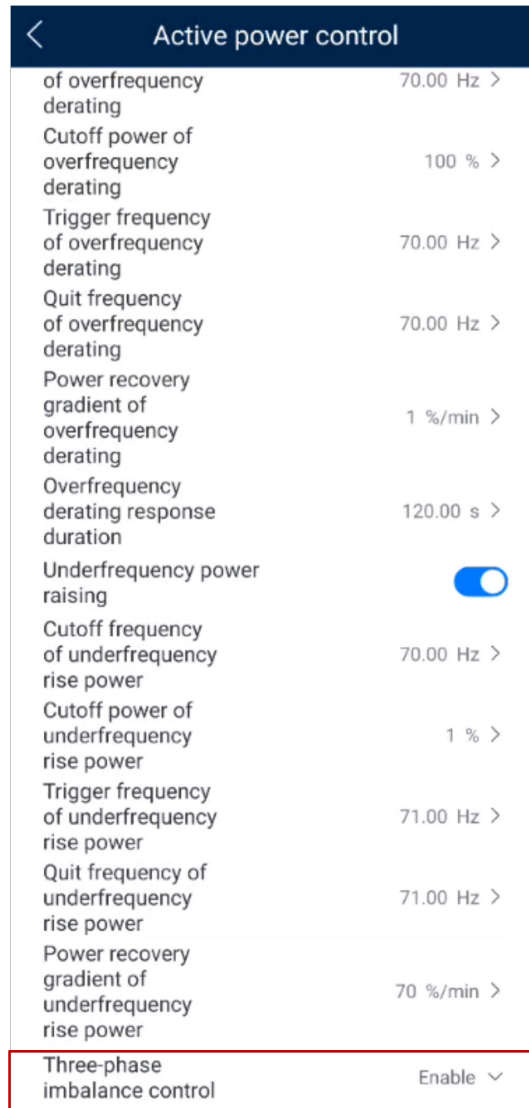 Active power control
of overfrequency
derating
70.00 Hz
Cutoff power of
overfrequency
derating
100 %
Trigger frequency
of overfrequency
derating
70.00 Hz
Quit frequency
of overfrequency
derating
70.00 Hz
Power recovery
gradient of
overfrequency
derating
1 %/min
Overfrequency
derating response
duration
120.00 s
Underfrequency power
raising
Cutoff frequency
of underfrequency
rise power
70.00 Hz
Cutoff power of
underfrequency
rise power
1 %
Trigger frequency
of underfrequency
rise power
71.00 Hz
Quit frequency of
underfrequency
rise power
71.00 Hz
Power recovery
gradient of
underfrequency
rise power
70 %/min
Three-phase
imbalance control
Enable